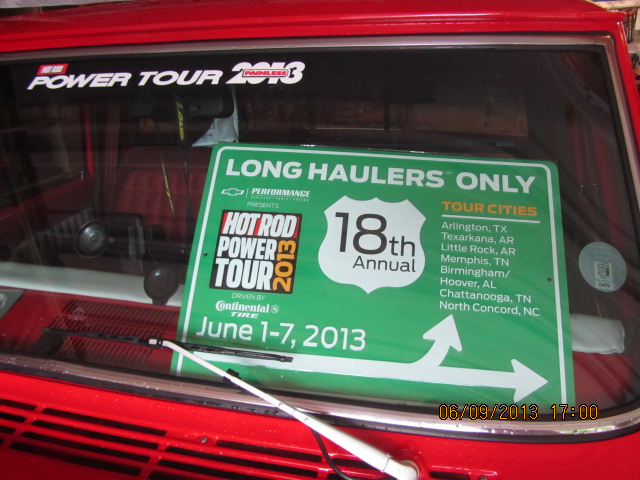 HOT ROD
POWER TOUR 2013
PAINLESS
LONG HAULERS ONLY
PERFORMANCE
PRESENTS
HOT ROD
POWER
TOUR
2013
DRIVEN BY
Continental
TIRE
18th
Annual
TOUR CITIES
Arlington, TX
Texarkana, AR
Little Rock, AR
Memphis, TN
Birmingham/
Hoover, AL
Chattanooga, TN
North Concord, NC
June 1-7, 2013
06/09/2013 17:00